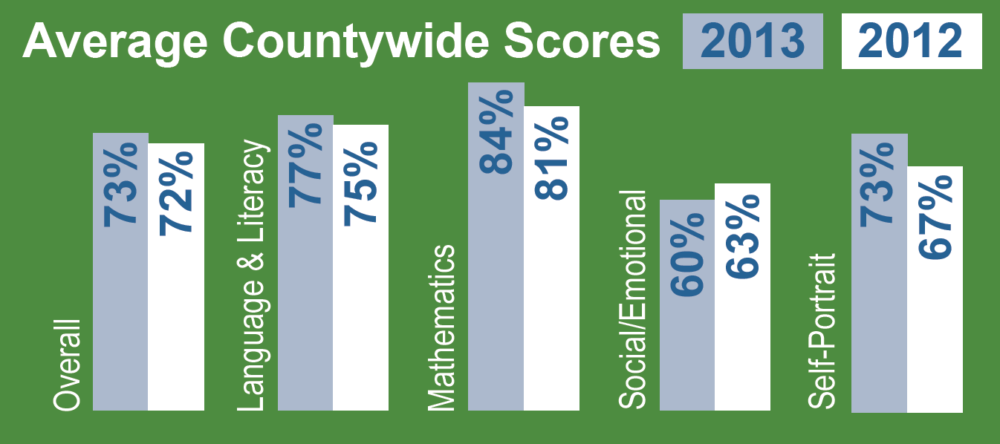 Average Countywide Scores 2013 2012
Overall 73% 72%
Language & Literacy 77% 75%
Mathematics 84% 81%
Social/Emotional 60% 63%
Self-Portrait 73% 67%